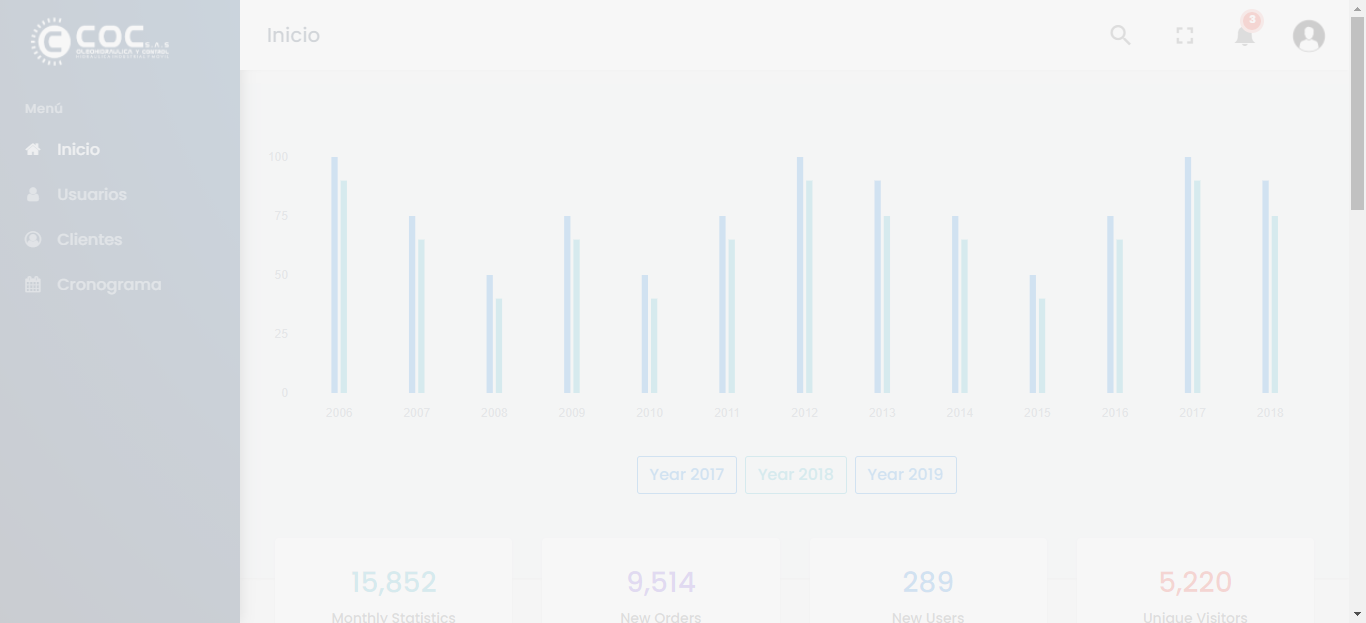 COC S.A.S
OLEOHIDRAULICA Y CONTROL
Inicio
3
Menú
Inicio
Usuarios
Clientes
Cronograma
100
75
50
25
0
2006 2007 2008 2009 2010 2011 2012 2013 2014 2015 2016 2017 2018
Year 2017 Year 2018 Year 2019
15,852 9,514 289 5,220
Monthly Statistics New Orders New Users Unique Visitors